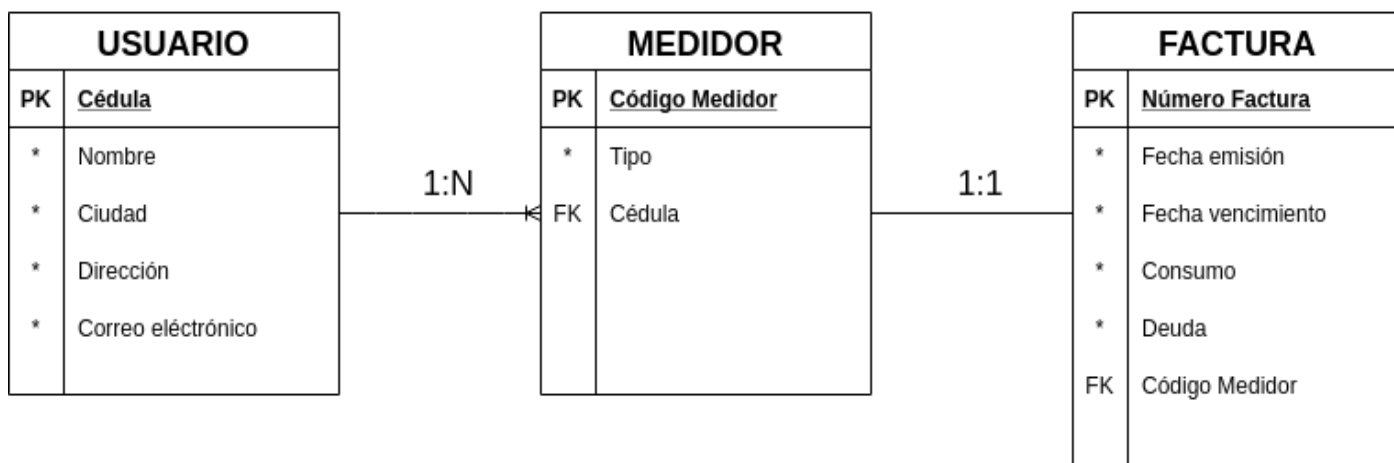 USUARIO
PK Cédula
* Nombre
* Ciudad
* Dirección
* Correo eléctrónico
1:N
MEDIDOR
PK Código Medidor
* Tipo
FK Cédula
1:1
FACTURA
PK Número Factura
* Fecha emisión
* Fecha vencimiento
* Consumo
* Deuda
FK Código Medidor